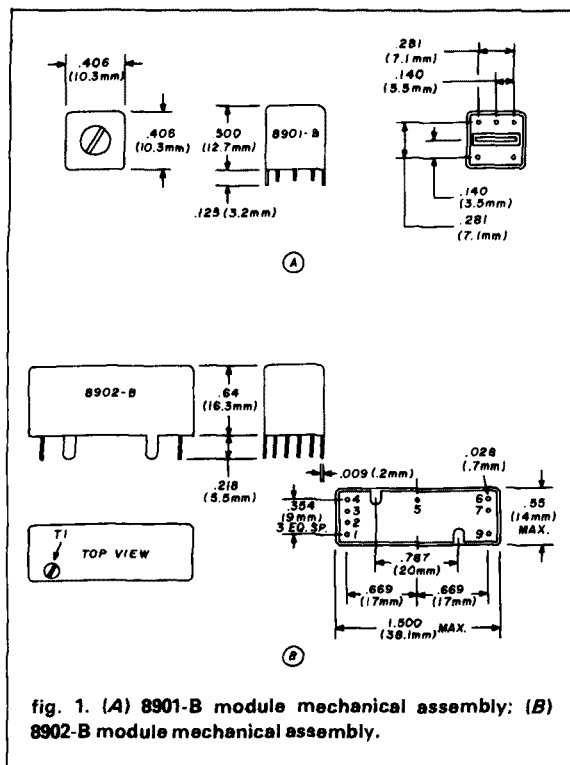 .406
(10.3mm)
.406
(10.3mm)
.500
(12.7mm)
8901-B
.125 (3.2mm)
.281
(7.1mm)
.140
(5.5mm)
.140
(3.5mm)
.281
(7.1mm)
A
8902-B
.64
(16.3mm)
.218
(5.5mm)
.009 (.2mm)
.028
(.7mm)
.354
(9mm)
3 EQ. SP.
4
3
2
1
5
6
7
9
.55
(14mm)
MAX.
T1
TOP VIEW
.787
(20mm)
.669
(17mm)
.669
(17mm)
1.500
(38.1mm) MAX.
B
fig. 1. (A) 8901-B module mechanical assembly; (B)
8902-B module mechanical assembly.